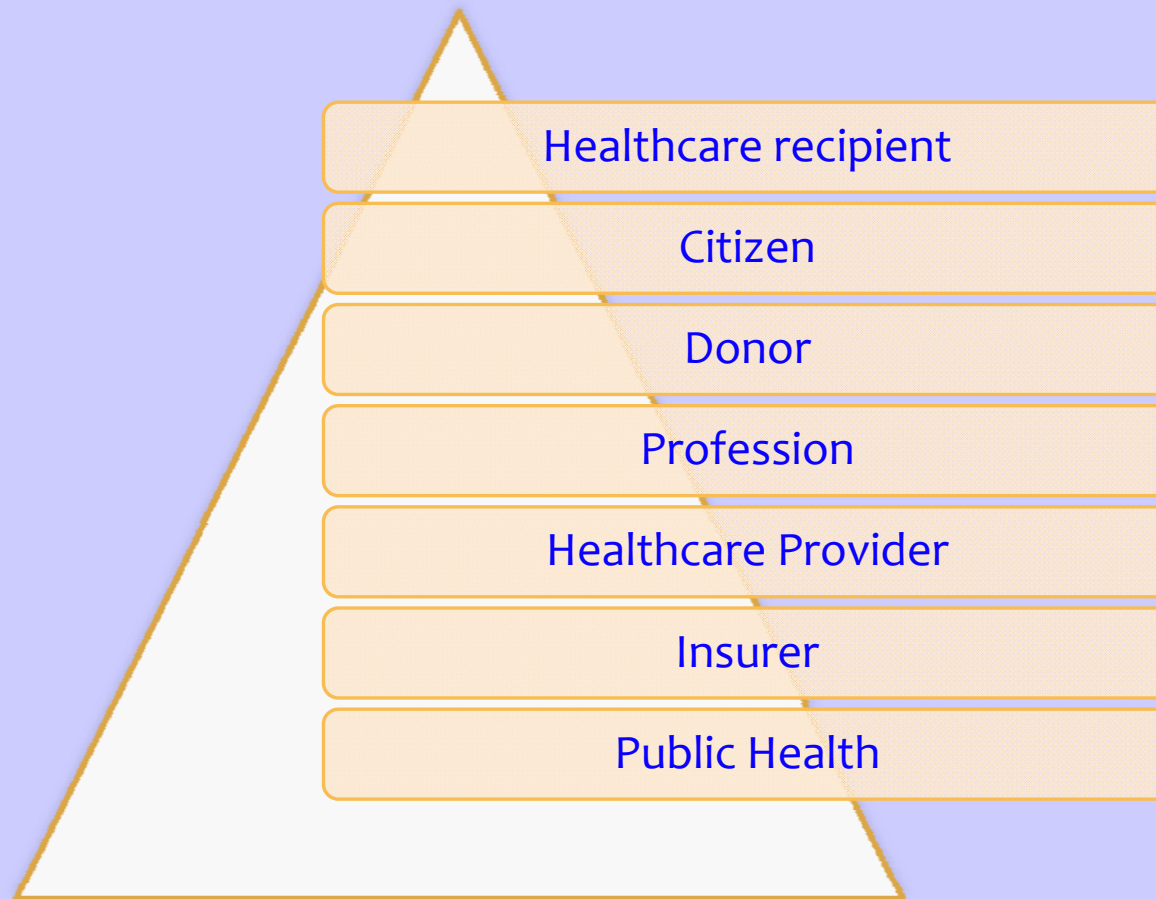 Healthcare recipient
Citizen
Donor
Profession
Healthcare Provider
Insurer
Public Health